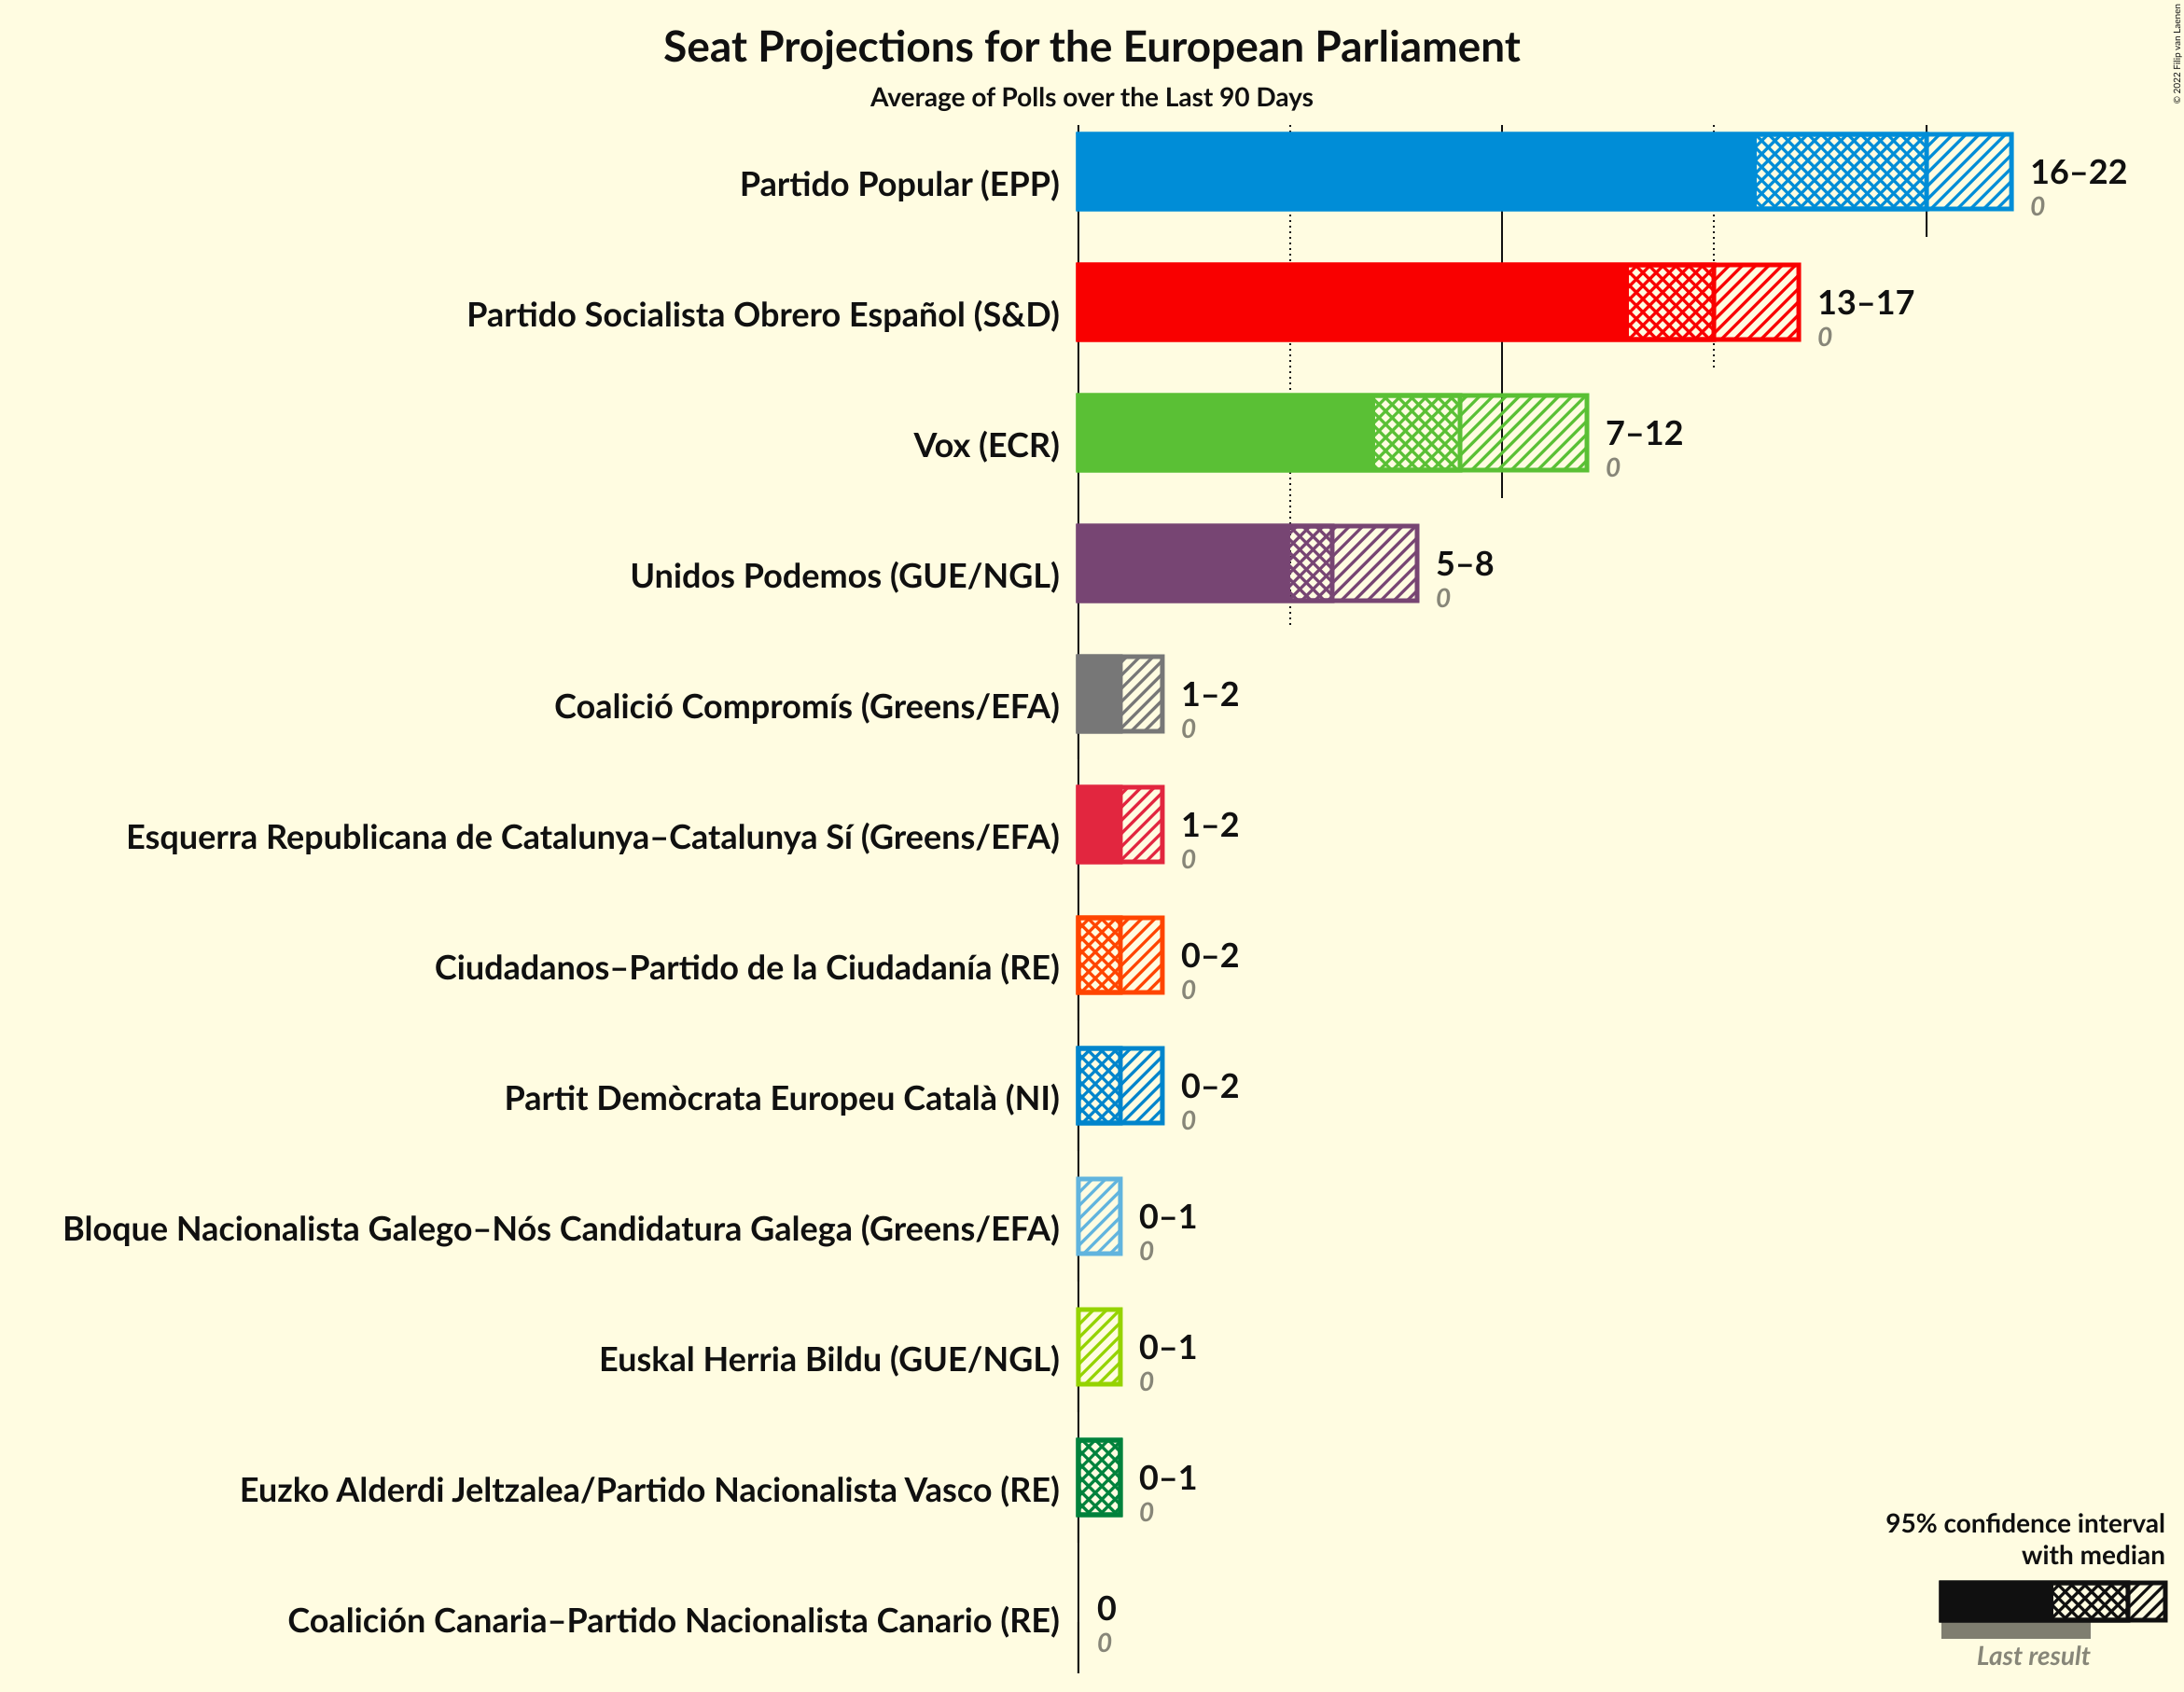 Seat Projections for the European Parliament
Average of Polls over the Last 90 Days
© 2022 Filip van Laenen
Partido Popular (EPP)
16–22
0
Partido Socialista Obrero Español (S&D)
13–17
0
Vox (ECR)
7–12
0
Unidos Podemos (GUE/NGL)
5–8
0
Coalició Compromís (Greens/EFA)
1–2
0
Esquerra Republicana de Catalunya–Catalunya Sí (Greens/EFA)
1–2
0
Ciudadanos–Partido de la Ciudadanía (RE)
0–2
0
Partit Demòcrata Europeu Català (NI)
0–2
0
Bloque Nacionalista Galego–Nós Candidatura Galega (Greens/EFA)
0–1
0
Euskal Herria Bildu (GUE/NGL)
0–1
0
Euzko Alderdi Jeltzalea/Partido Nacionalista Vasco (RE)
0–1
0
Coalición Canaria–Partido Nacionalista Canario (RE)
0
0
95% confidence interval
with median
Last result